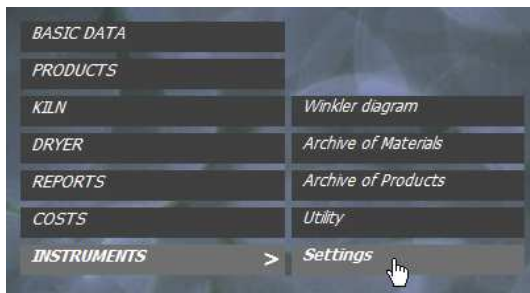 BASIC DATA
PRODUCTS
KILN
DRYER
REPORTS
COSTS
INSTRUMENTS >
Winkler diagram
Archive of Materials
Archive of Products
Utility
Settings